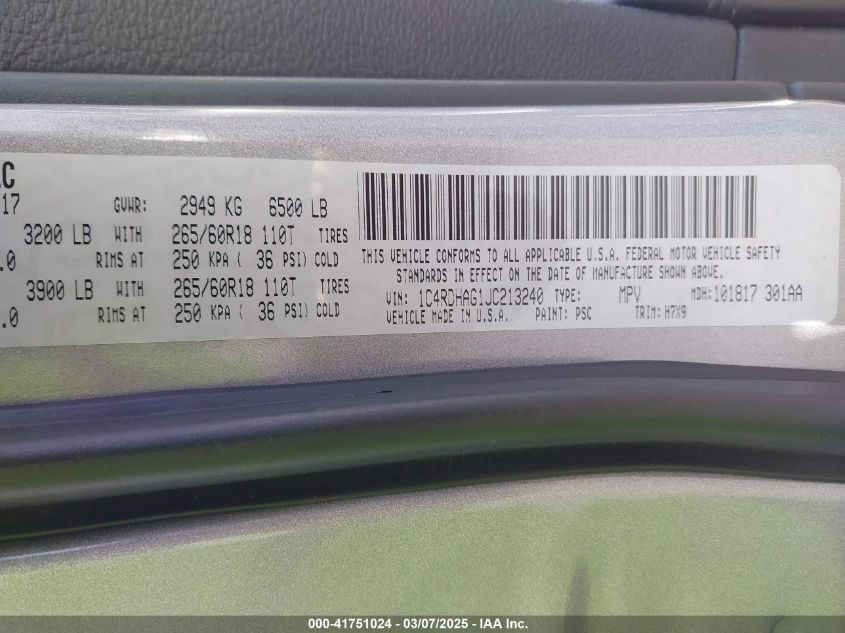 LC
17 GVWR: 2949 KG 6500 LB
3200 LB WITH 265/60R18 110T TIRES
.0 RIMS AT 250 KPA ( 36 PSI) COLD
3900 LB WITH 265/60R18 110T TIRES
.0 RIMS AT 250 KPA ( 36 PSI) COLD
THIS VEHICLE CONFORMS TO ALL APPLICABLE U.S.A. FEDERAL MOTOR VEHICLE SAFETY
STANDARDS IN EFFECT ON THE DATE OF MANUFACTURE SHOWN ABOVE.
VIN: 1C4RDHAG1JC213240 TYPE: MPV MDH:101817 301AA
VEHICLE MADE IN U.S.A. PAINT: PSC TRIM: H7X9
000-41751024 — 03/07/2025 — IAA Inc.